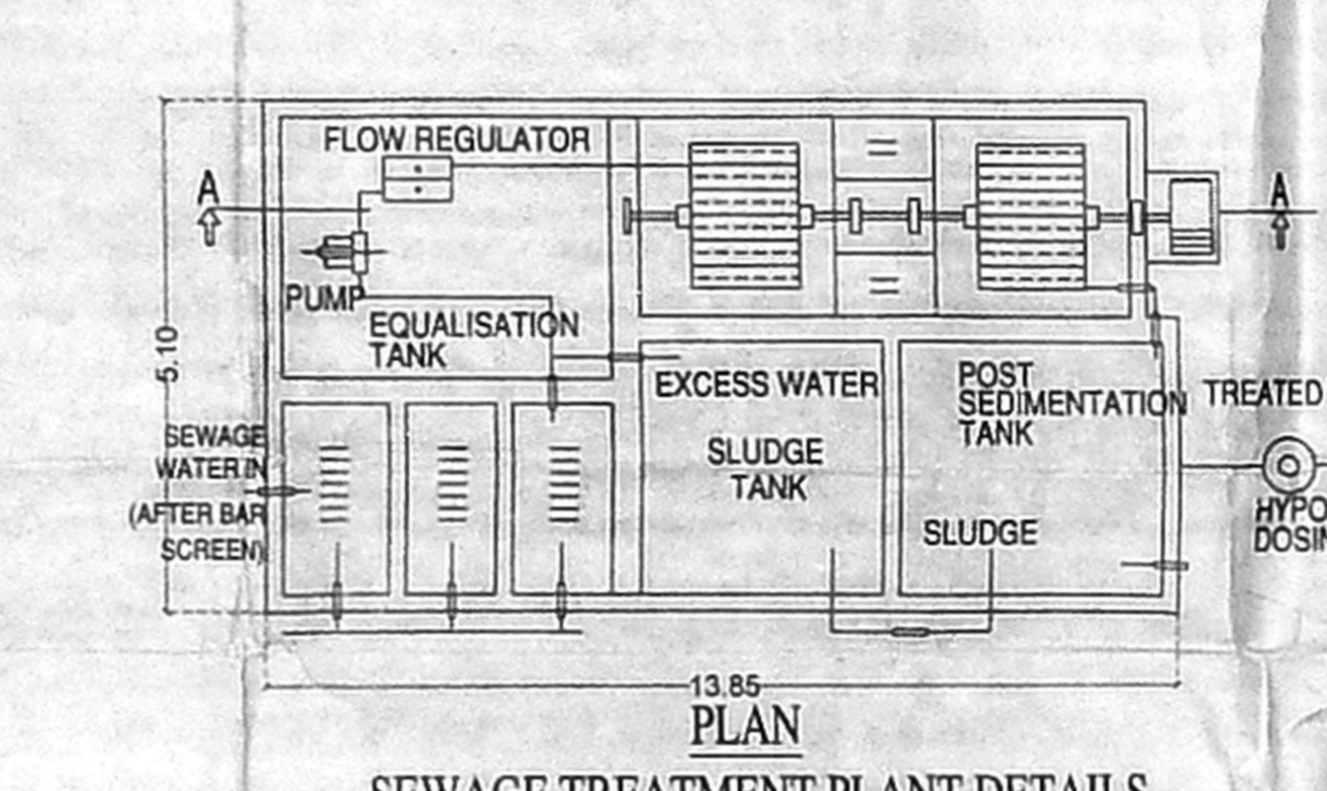 FLOW REGULATOR
A
A
PUMP
EQUALISATION
TANK
5.10
EXCESS WATER
POST
SEDIMENTATION
TANK
TREATED
SEWAGE
WATER IN
(AFTER BAR
SCREEN)
SLUDGE
TANK
SLUDGE
HYPO
DOSIN
13.85
PLAN
SEWAGE TREATMENT PLANT DETAILS